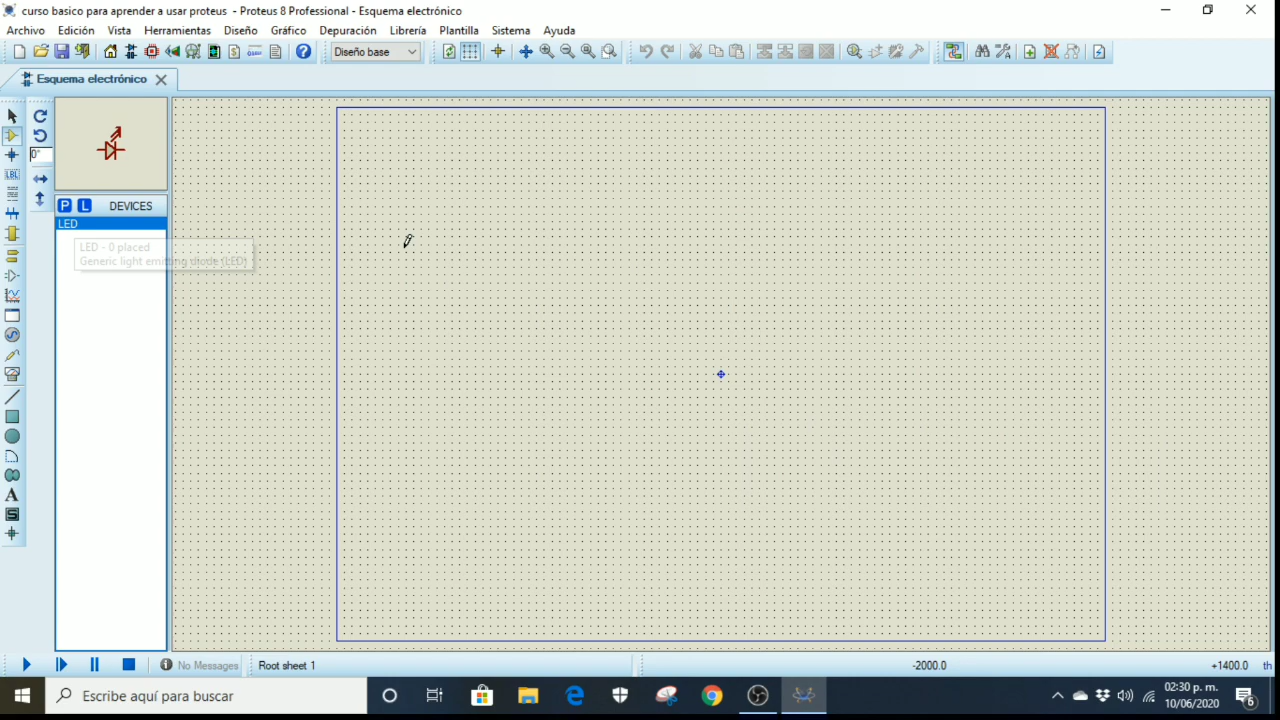 curso basico para aprender a usar proteus - Proteus 8 Professional - Esquema electrónico
Archivo Edición Vista Herramientas Diseño Gráfico Depuración Librería Plantilla Sistema Ayuda
Diseño base
Esquema electrónico
0°
LBL
P L DEVICES
LED
LED - 0 placed
Generic light emitting diode (LED)
A
S
No Messages Root sheet 1 -2000.0 +1400.0 th
Escribe aquí para buscar
02:30 p. m.
10/06/2020
6